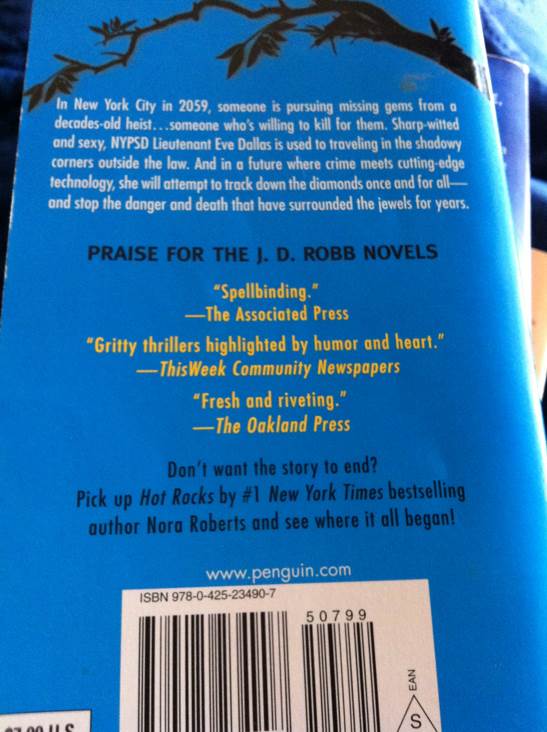 In New York City in 2059, someone is pursuing missing gems from a
decades-old heist...someone who's willing to kill for them. Sharp-witted
and sexy, NYPSD Lieutenant Eve Dallas is used to traveling in the shadowy
corners outside the law. And in a future where crime meets cutting-edge
technology, she will attempt to track down the diamonds once and for all—
and stop the danger and death that have surrounded the jewels for years.
PRAISE FOR THE J. D. ROBB NOVELS
“Spellbinding.”
—The Associated Press
“Gritty thrillers highlighted by humor and heart.”
—ThisWeek Community Newspapers
“Fresh and riveting.”
—The Oakland Press
Don't want the story to end?
Pick up Hot Rocks by #1 New York Times bestselling
author Nora Roberts and see where it all began!
www.penguin.com
ISBN 978-0-425-23490-7
50799
EAN
S